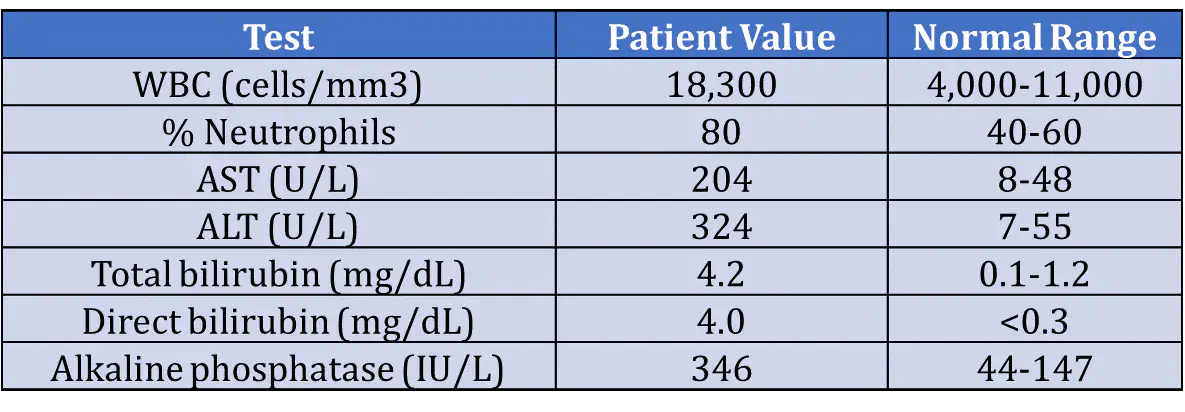 Test Patient Value Normal Range
WBC (cells/mm3) 18,300 4,000-11,000
% Neutrophils 80 40-60
AST (U/L) 204 8-48
ALT (U/L) 324 7-55
Total bilirubin (mg/dL) 4.2 0.1-1.2
Direct bilirubin (mg/dL) 4.0 <0.3
Alkaline phosphatase (IU/L) 346 44-147